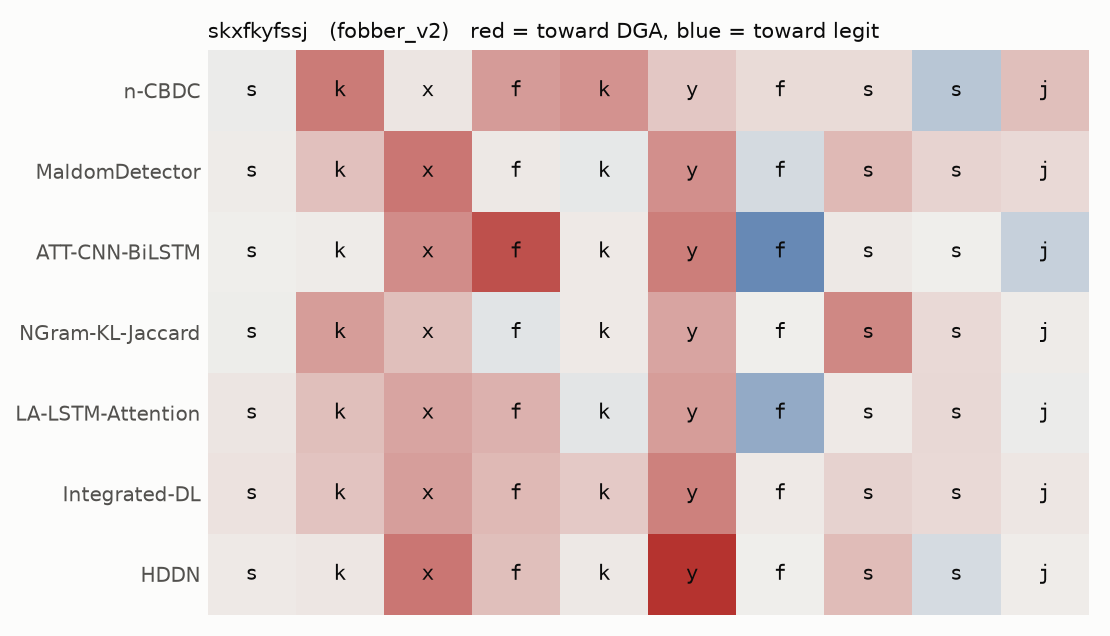 skxfkyfssj (fobber_v2) red = toward DGA, blue = toward legit
n-CBDC s k x f k y f s s j
MaldomDetector s k x f k y f s s j
ATT-CNN-BiLSTM s k x f k y f s s j
NGram-KL-Jaccard s k x f k y f s s j
LA-LSTM-Attention s k x f k y f s s j
Integrated-DL s k x f k y f s s j
HDDN s k x f k y f s s j